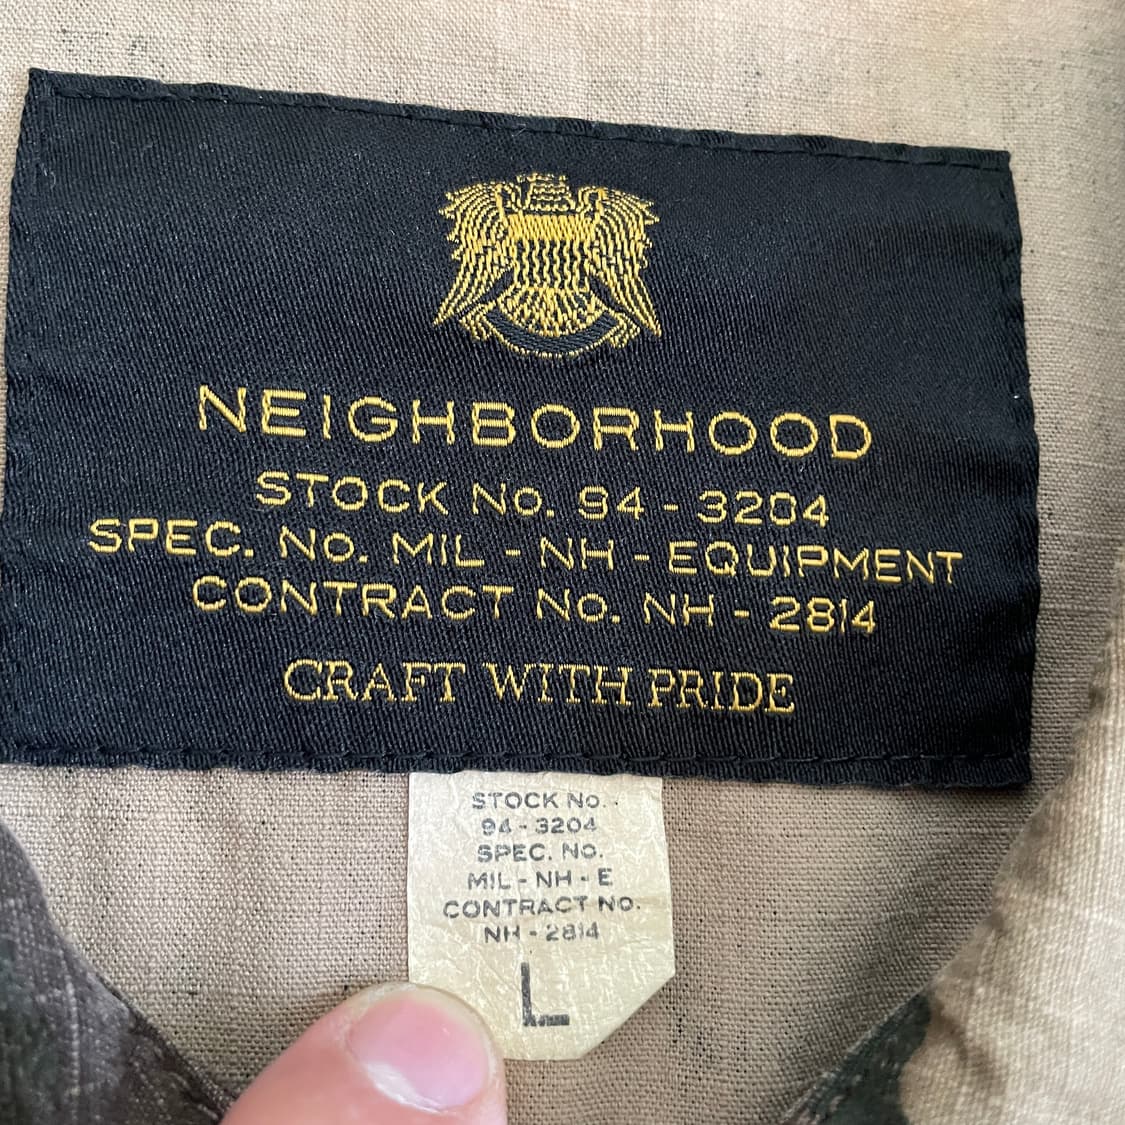 NEIGHBORHOOD
STOCK No. 94 - 3204
SPEC. No. MIL - NH - EQUIPMENT
CONTRACT No. NH - 2814
CRAFT WITH PRIDE
STOCK No.
94 - 3204
SPEC. No.
MIL - NH - E
CONTRACT No.
NH - 2814
L